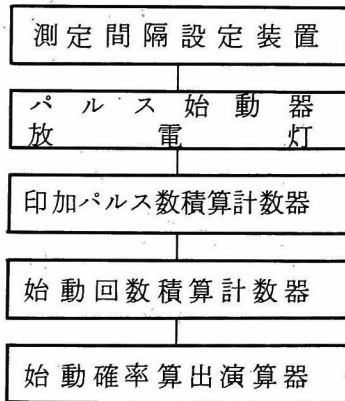 測定間隔設定装置
パルス始動器
放電灯
印加パルス数積算計数器
始動回数積算計数器
始動確率算出演算器